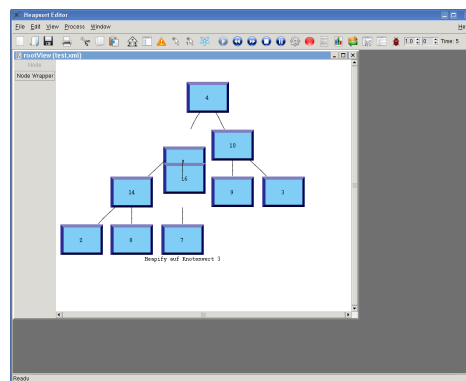 Heapsort Editor
File Edit View Process Window He
1.0 0 Time: 5
rootView (test.xml)
Node
Node Wrapper
4
10
16
14 9 3
2 8 7
Heapify auf Knotenwert 3
Ready